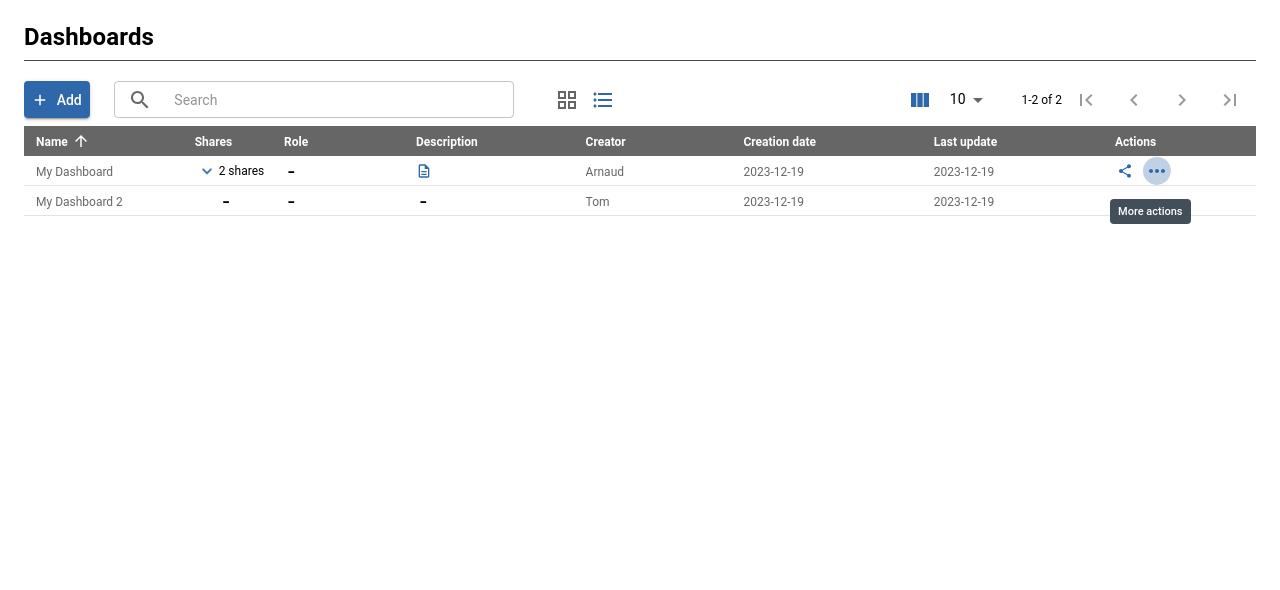 Dashboards
Add Search 10 1-2 of 2
Name Shares Role Description Creator Creation date Last update Actions
My Dashboard 2 shares - Arnaud 2023-12-19 2023-12-19
My Dashboard 2 - - - Tom 2023-12-19 2023-12-19
More actions